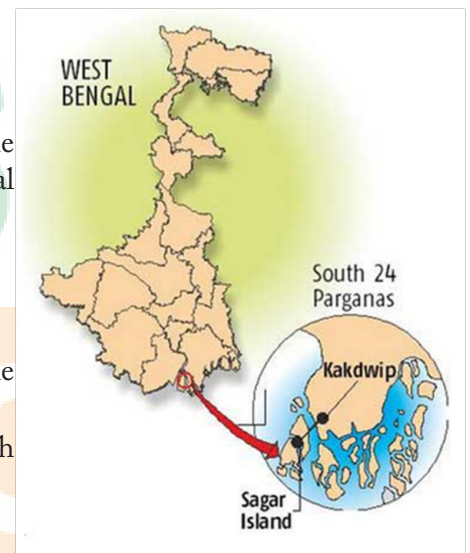 WEST
BENGAL
South 24
Parganas
Kakdwip
Sagar
Island